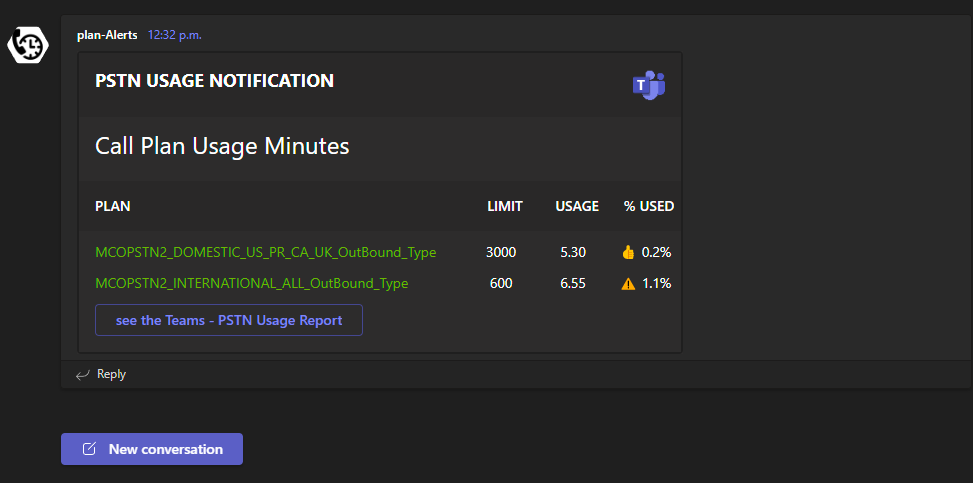 plan-Alerts 12:32 p.m.
PSTN USAGE NOTIFICATION
T
Call Plan Usage Minutes
PLAN LIMIT USAGE % USED
MCOPSTN2_DOMESTIC_US_PR_CA_UK_OutBound_Type 3000 5.30 0.2%
MCOPSTN2_INTERNATIONAL_ALL_OutBound_Type 600 6.55 1.1%
see the Teams - PSTN Usage Report
Reply
New conversation